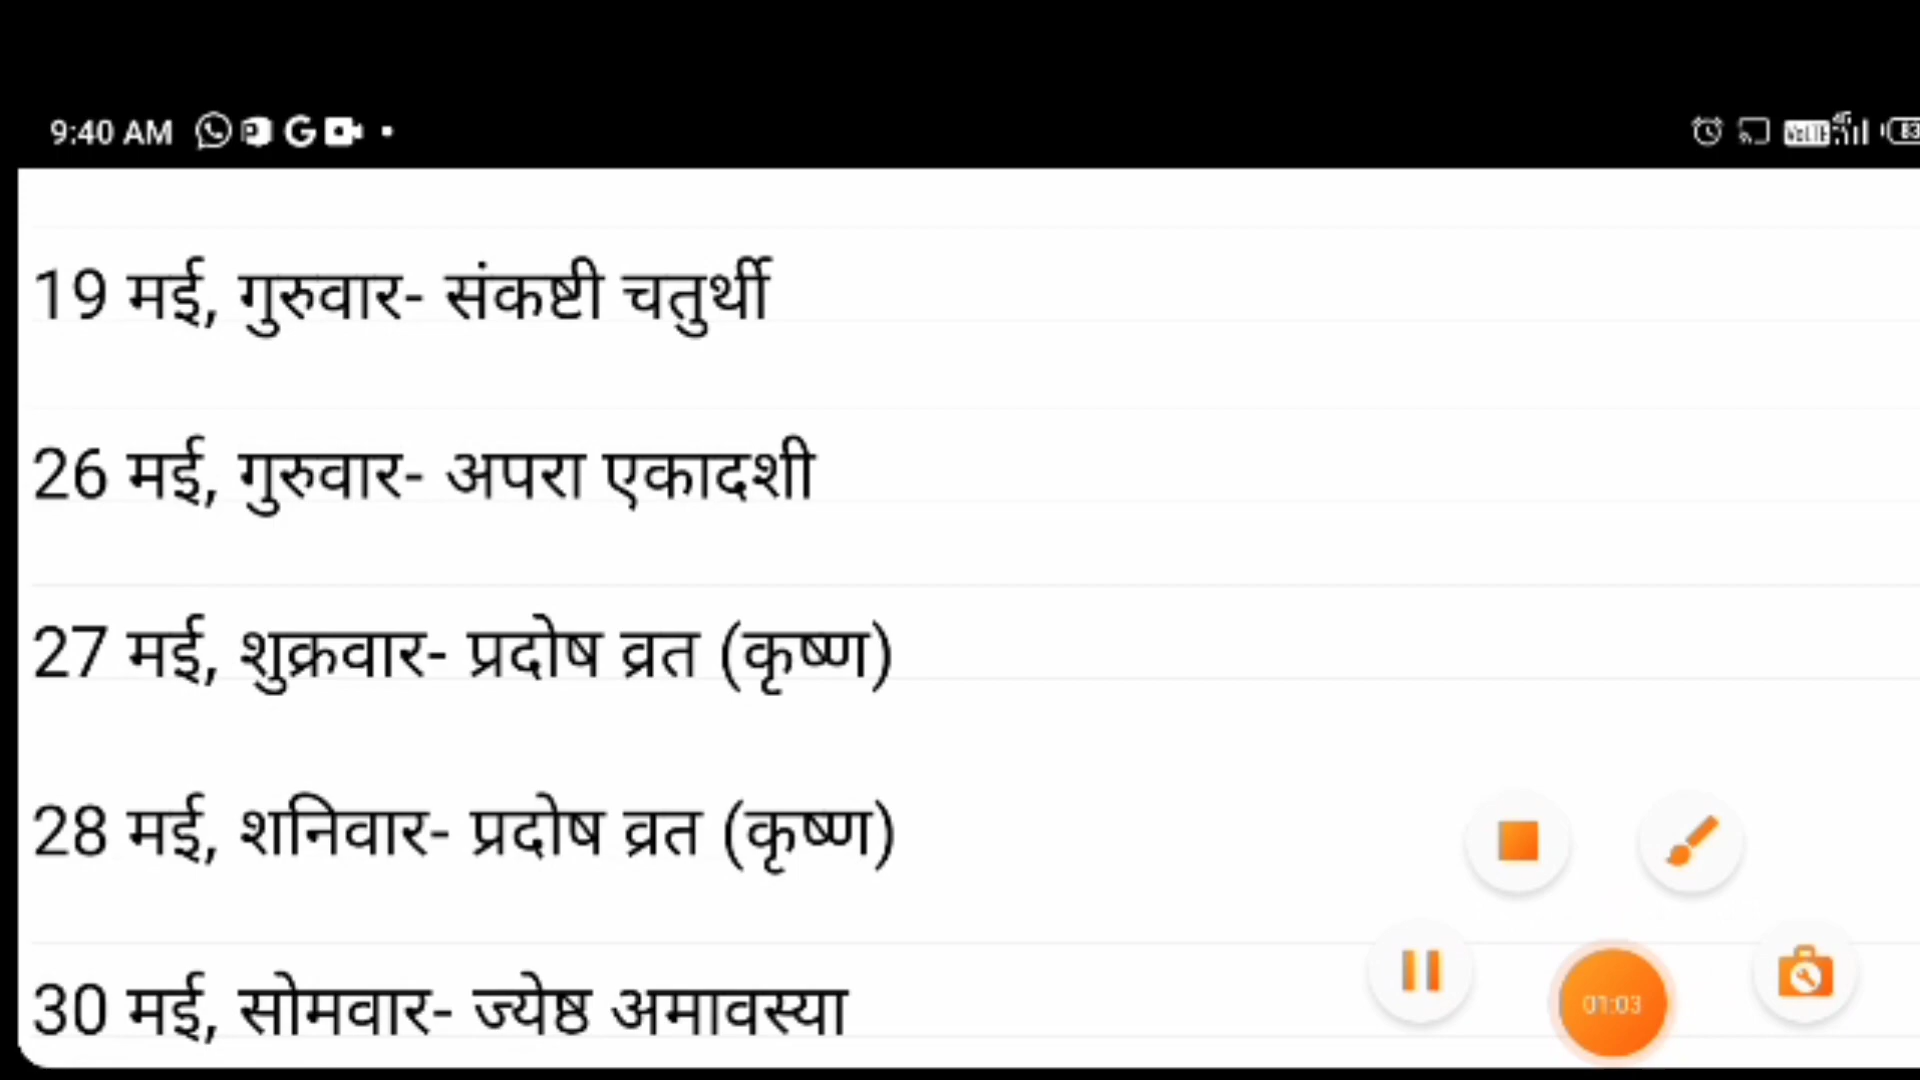 9:40 AM
19 मई, गुरुवार- संकष्टी चतुर्थी
26 मई, गुरुवार- अपरा एकादशी
27 मई, शुक्रवार- प्रदोष व्रत (कृष्ण)
28 मई, शनिवार- प्रदोष व्रत (कृष्ण)
30 मई, सोमवार- ज्येष्ठ अमावस्या
01:03